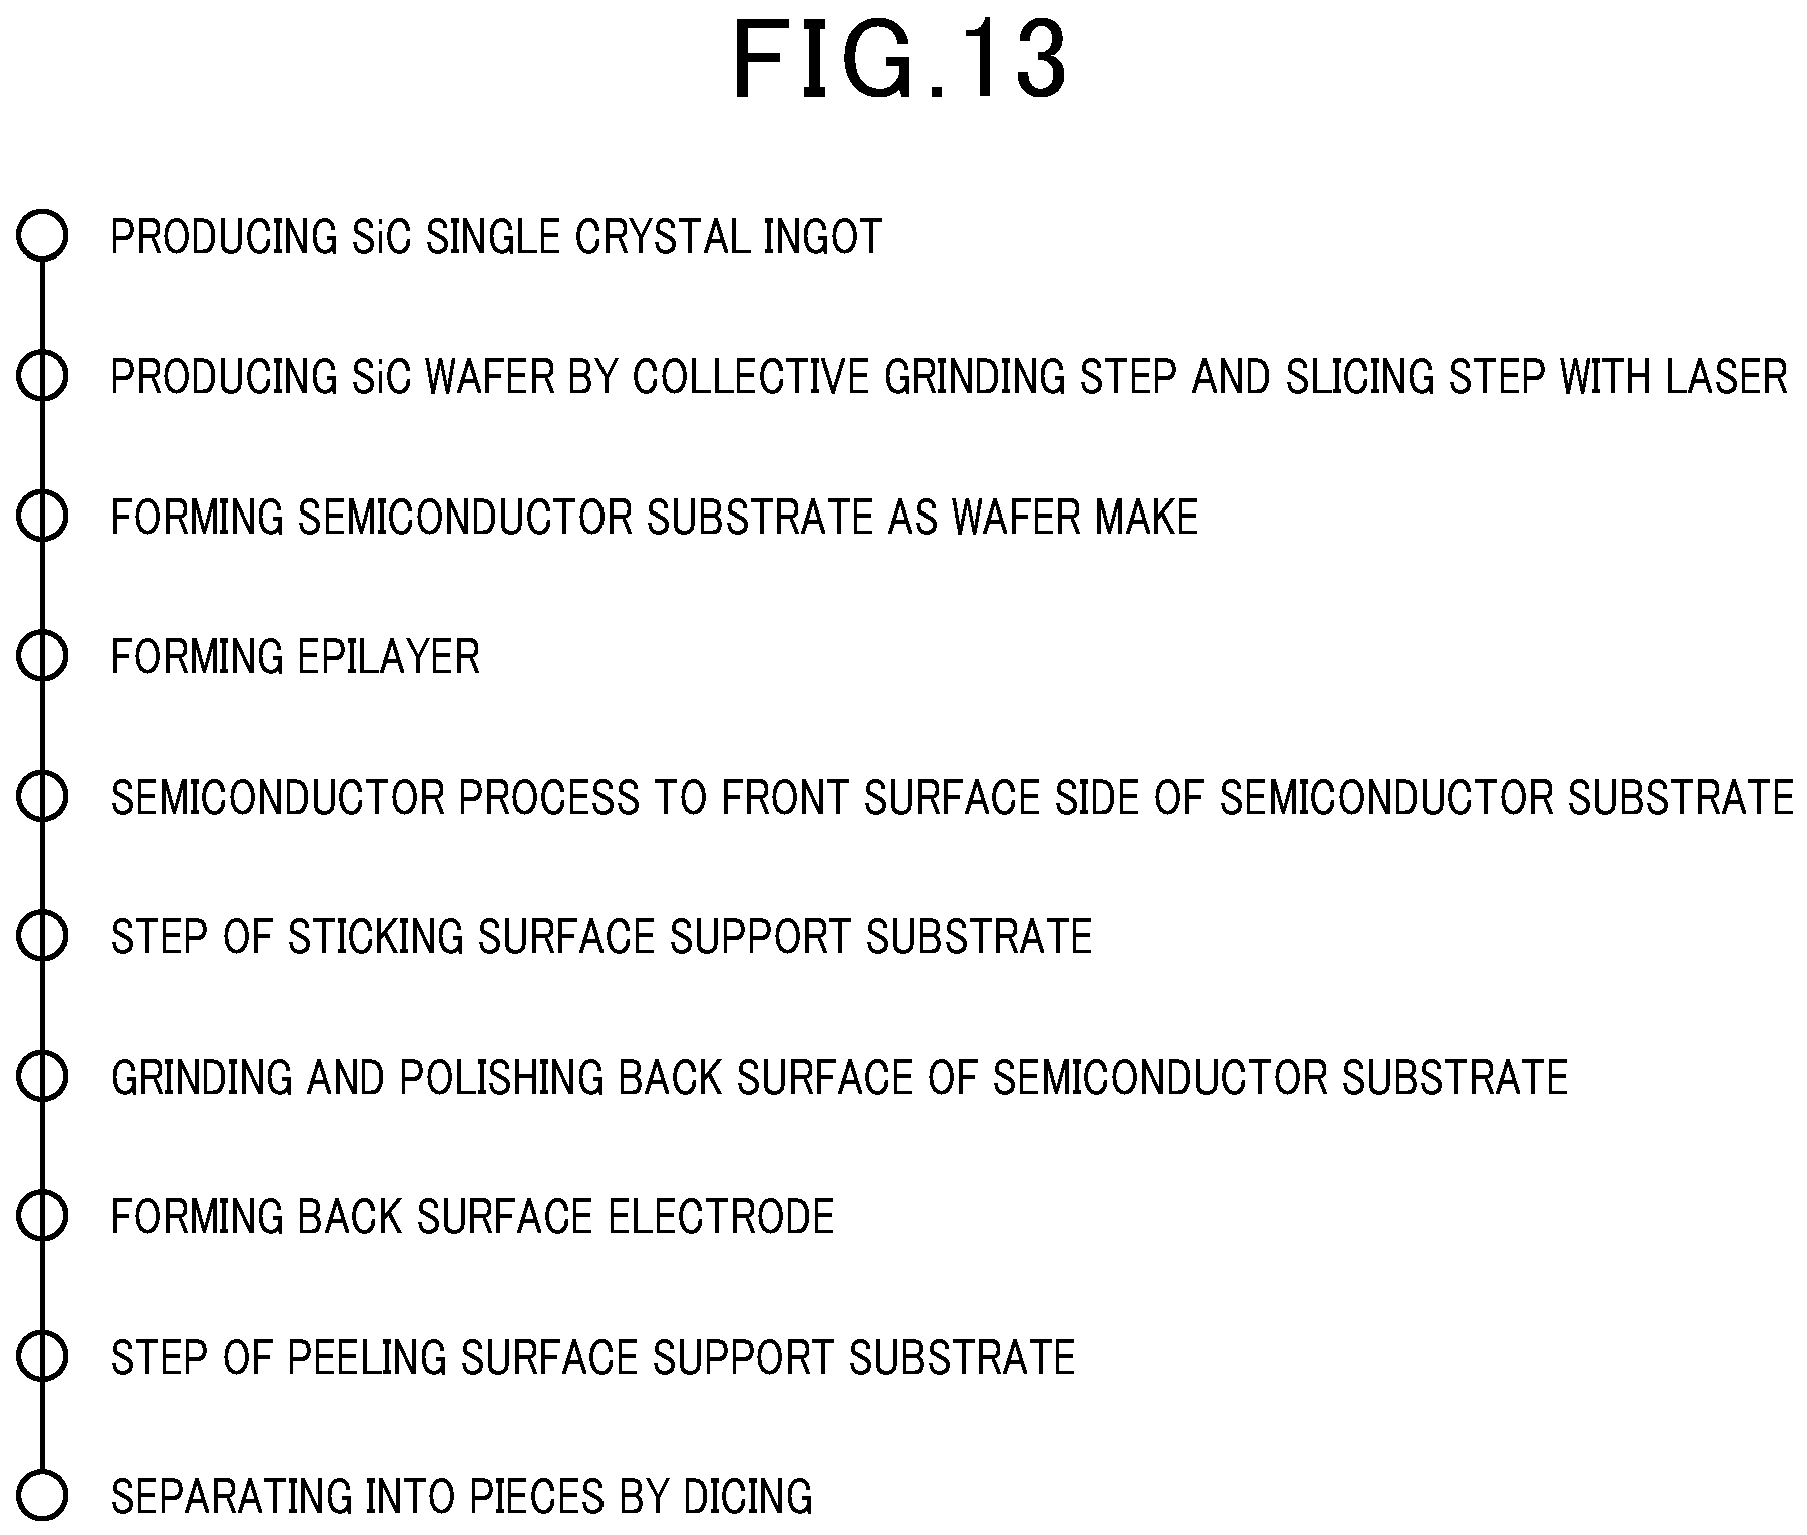 FIG.13
PRODUCING SiC SINGLE CRYSTAL INGOT
PRODUCING SiC WAFER BY COLLECTIVE GRINDING STEP AND SLICING STEP WITH LASER
FORMING SEMICONDUCTOR SUBSTRATE AS WAFER MAKE
FORMING EPILAYER
SEMICONDUCTOR PROCESS TO FRONT SURFACE SIDE OF SEMICONDUCTOR SUBSTRATE
STEP OF STICKING SURFACE SUPPORT SUBSTRATE
GRINDING AND POLISHING BACK SURFACE OF SEMICONDUCTOR SUBSTRATE
FORMING BACK SURFACE ELECTRODE
STEP OF PEELING SURFACE SUPPORT SUBSTRATE
SEPARATING INTO PIECES BY DICING